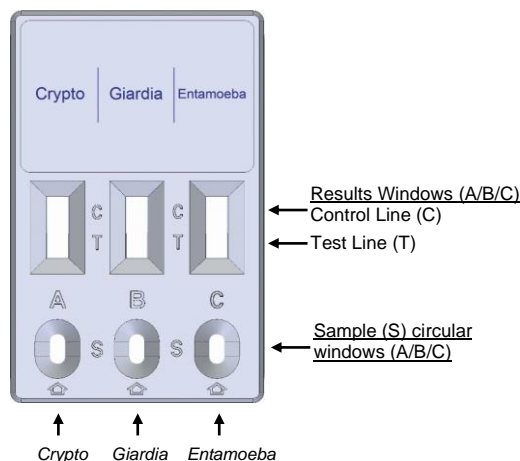 Crypto Giardia Entamoeba
Results Windows (A/B/C)
C C Control Line (C)
T T Test Line (T)
A B C
Sample (S) circular
S S windows (A/B/C)
Crypto Giardia Entamoeba